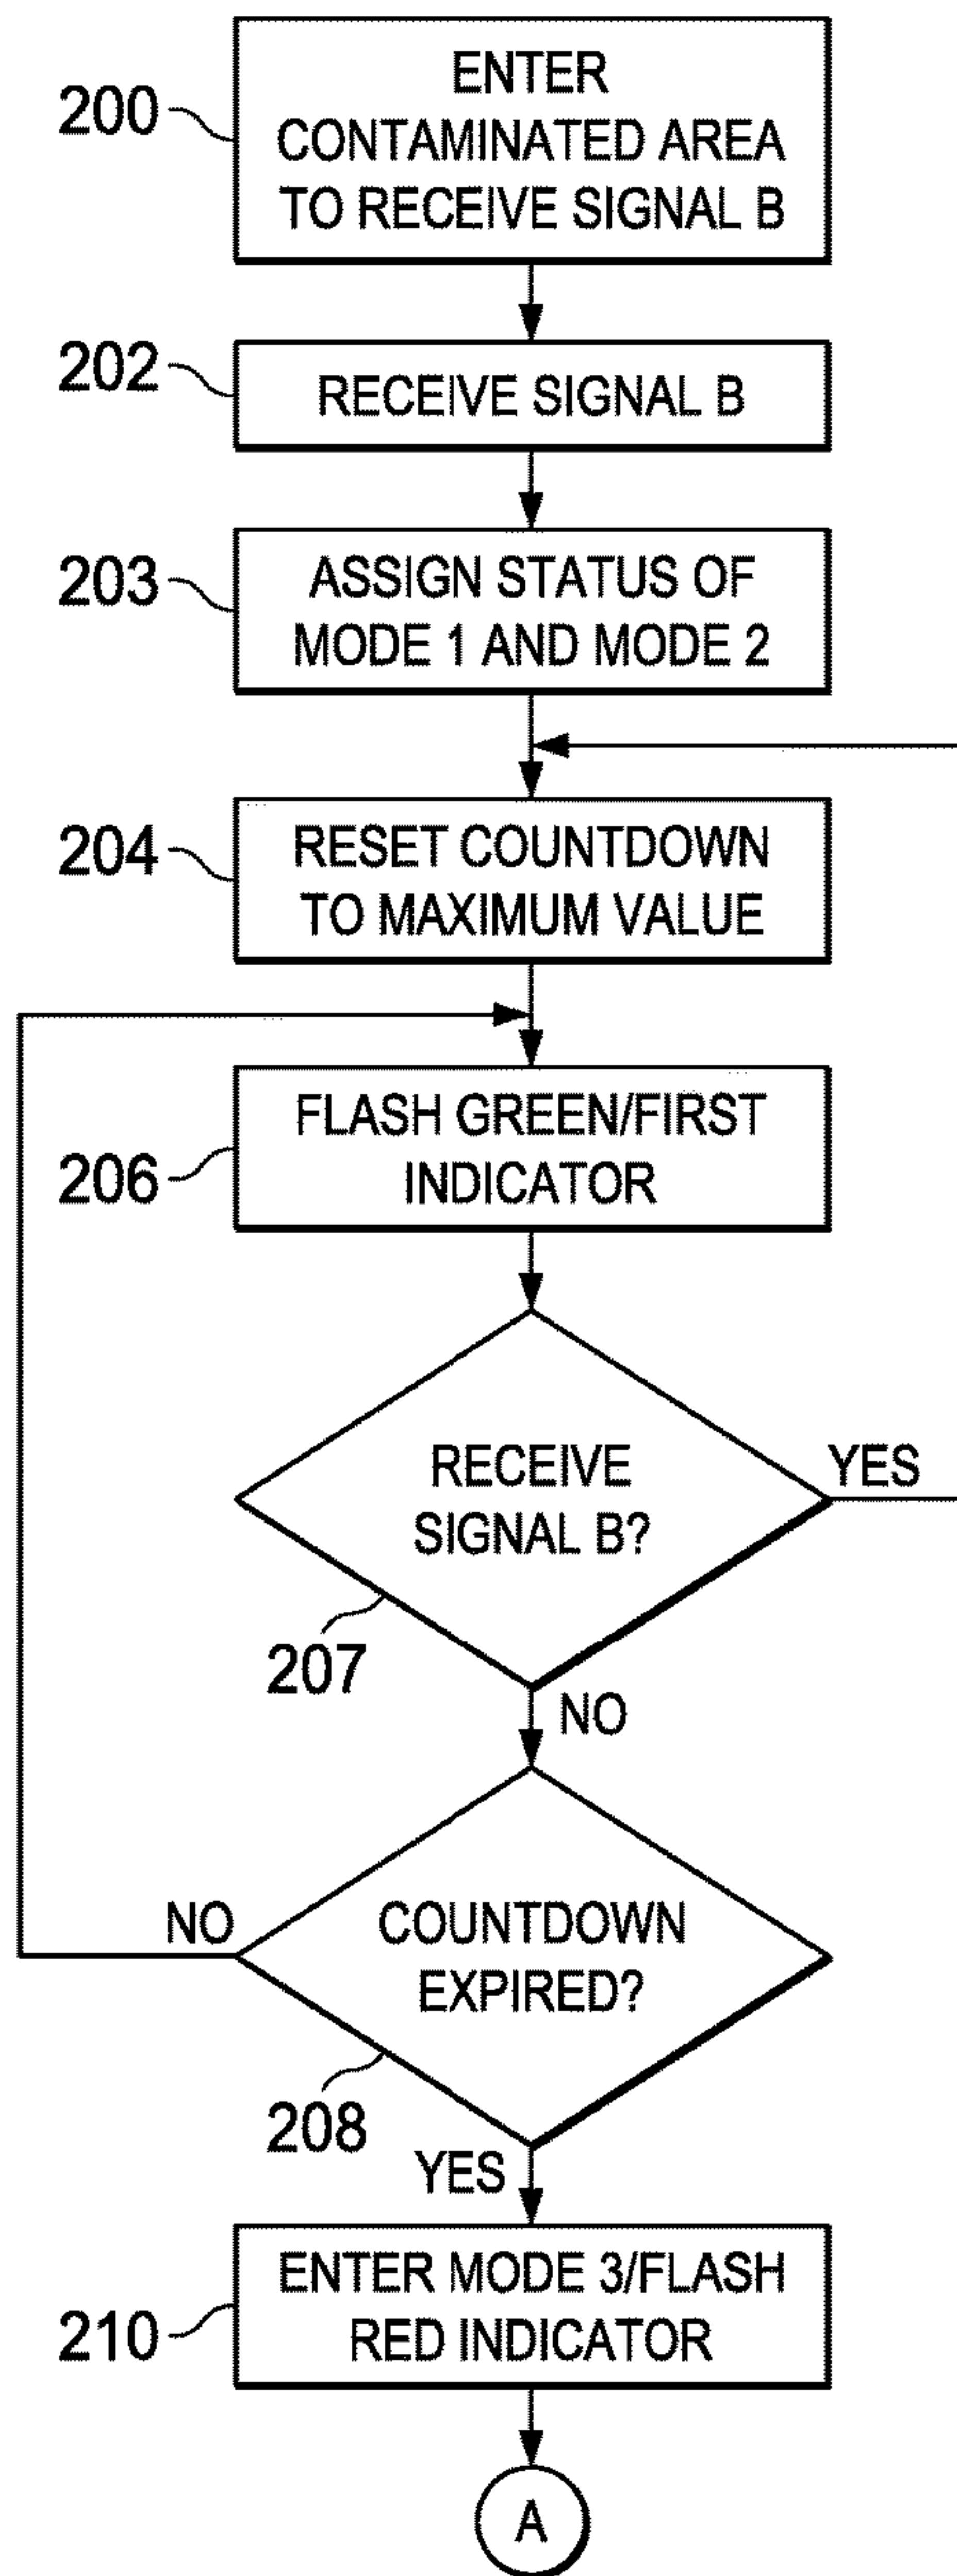 200
ENTER
CONTAMINATED AREA
TO RECEIVE SIGNAL B
202
RECEIVE SIGNAL B
203
ASSIGN STATUS OF
MODE 1 AND MODE 2
204
RESET COUNTDOWN
TO MAXIMUM VALUE
206
FLASH GREEN/FIRST
INDICATOR
RECEIVE
SIGNAL B?
YES
207
NO
COUNTDOWN
EXPIRED?
NO
208
YES
210
ENTER MODE 3/FLASH
RED INDICATOR
A